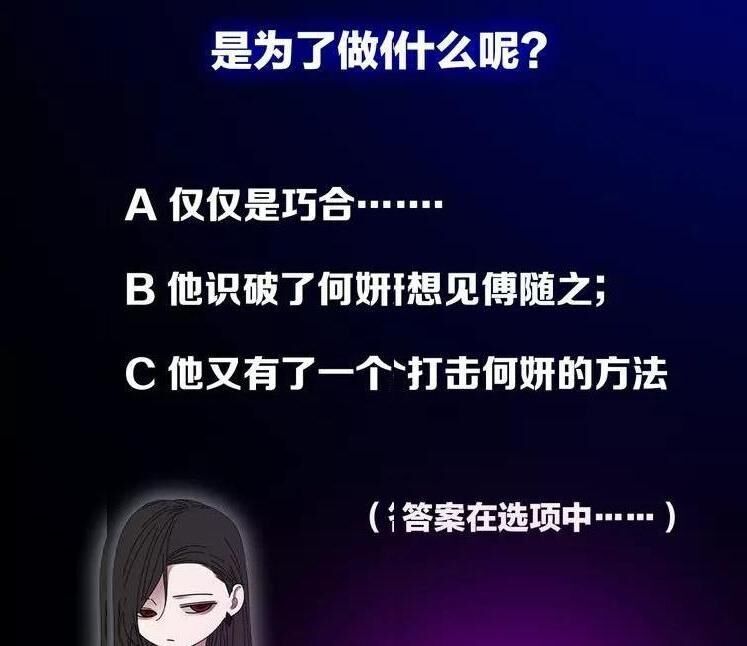 是为了做什么呢？
A 仅仅是巧合·······
B 他识破了何妍想见傅随之；
C 他又有了一个打击何妍的方法
（答案在选项中······）